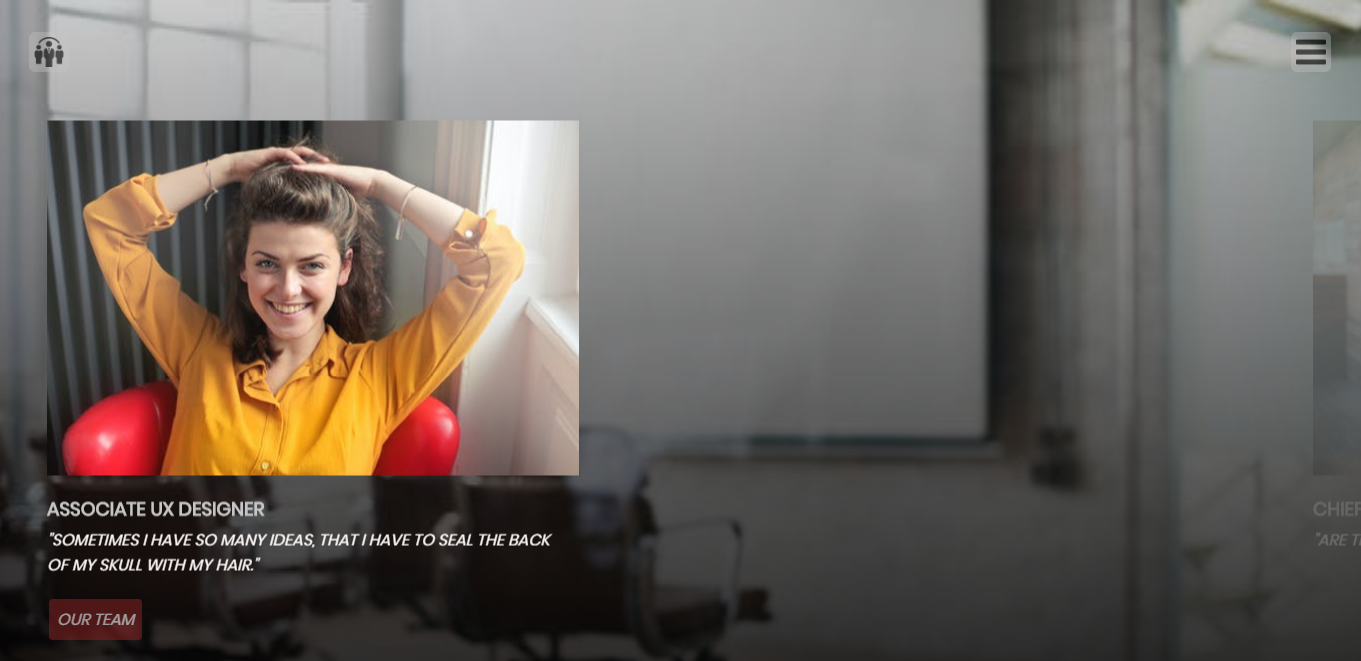 ASSOCIATE UX DESIGNER
"SOMETIMES I HAVE SO MANY IDEAS, THAT I HAVE TO SEAL THE BACK
OF MY SKULL WITH MY HAIR."
OUR TEAM
CHIEF
"ARE T